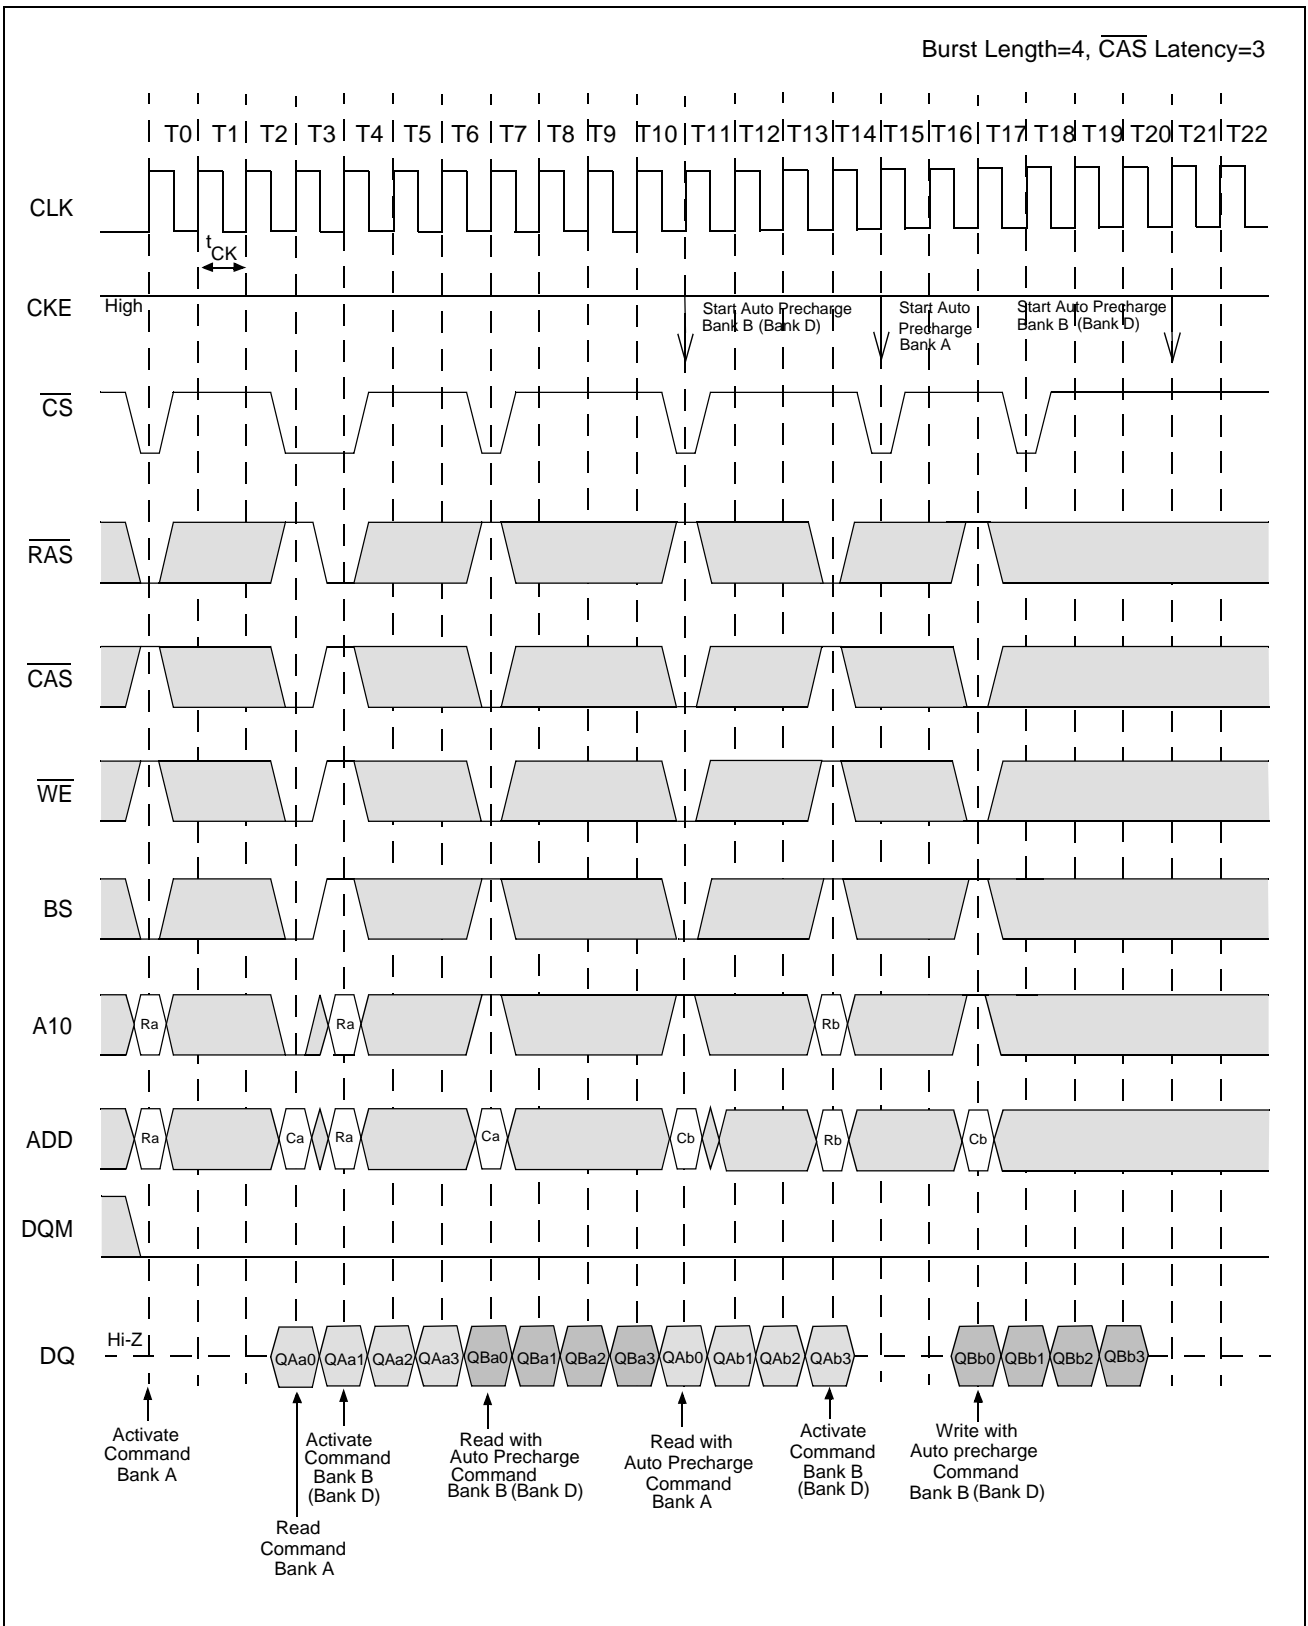 Burst Length=4, CAS Latency=3
T0 T1 T2 T3 T4 T5 T6 T7 T8 T9 T10 T11 T12 T13 T14 T15 T16 T17 T18 T19 T20 T21 T22
CLK
tCK
CKE
High
Start Auto Precharge
Bank B (Bank D)
Start Auto
Precharge
Bank A
Start Auto Precharge
Bank B (Bank D)
CS
RAS
CAS
WE
BS
A10
Ra Ra Rb
ADD
Ra Ca Ra Ca Cb Rb Cb
DQM
DQ
Hi-Z
QAa0 QAa1 QAa2 QAa3 QBa0 QBa1 QBa2 QBa3 QAb0 QAb1 QAb2 QAb3 QBb0 QBb1 QBb2 QBb3
Activate
Command
Bank A
Read
Command
Bank A
Activate
Command
Bank B
(Bank D)
Read with
Auto Precharge
Command
Bank B (Bank D)
Read with
Auto Precharge
Command
Bank A
Activate
Command
Bank B
(Bank D)
Write with
Auto precharge
Command
Bank B (Bank D)